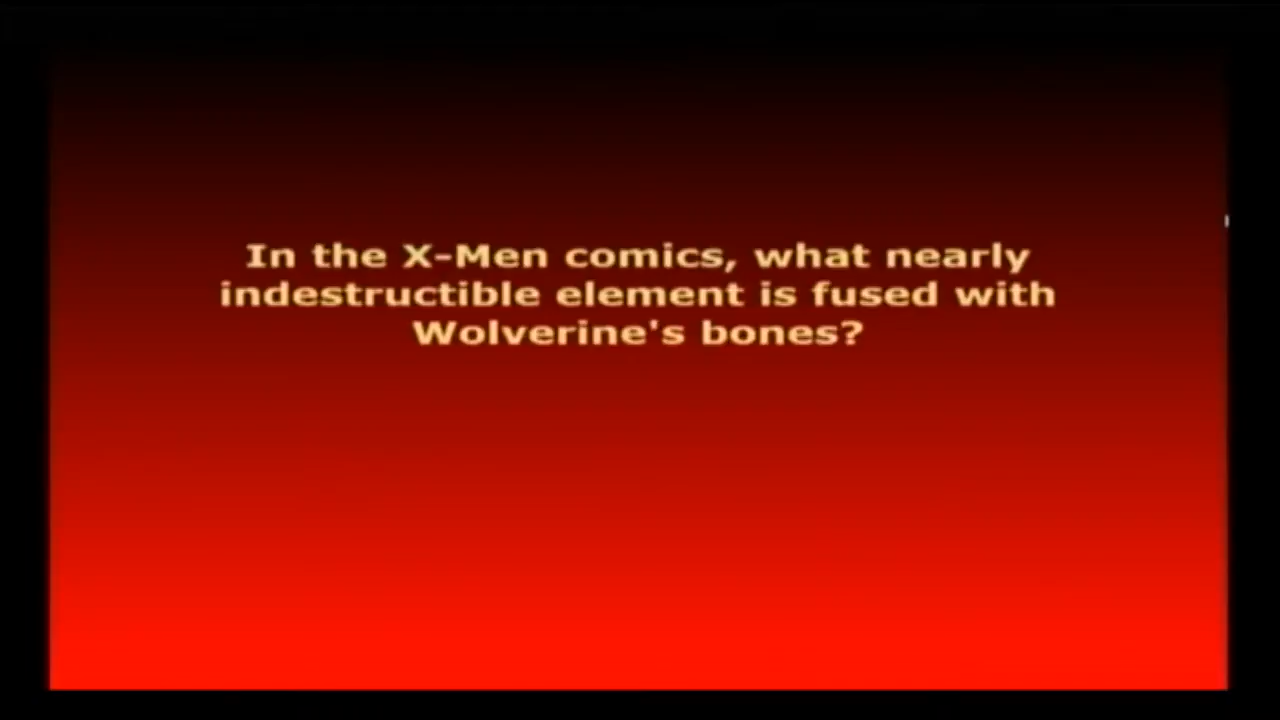 In the X-Men comics, what nearly
indestructible element is fused with
Wolverine's bones?